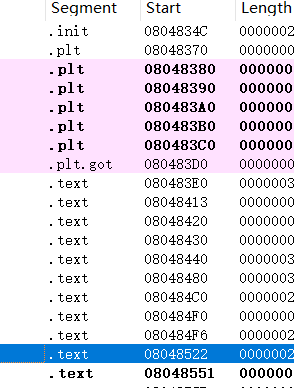 Segment Start Length
.init 0804834C 0000002
.plt 08048370 000000
.plt 08048380 000000
.plt 08048390 000000
.plt 080483A0 000000
.plt 080483B0 000000
.plt 080483C0 000000
.plt.got 080483D0 0000000
.text 080483E0 0000003
.text 08048413 0000000
.text 08048420 0000000
.text 08048430 0000000
.text 08048440 0000003
.text 08048480 0000003
.text 080484C0 0000002
.text 080484F0 0000000
.text 080484F6 0000002
.text 08048522 0000002
.text 08048551 000000